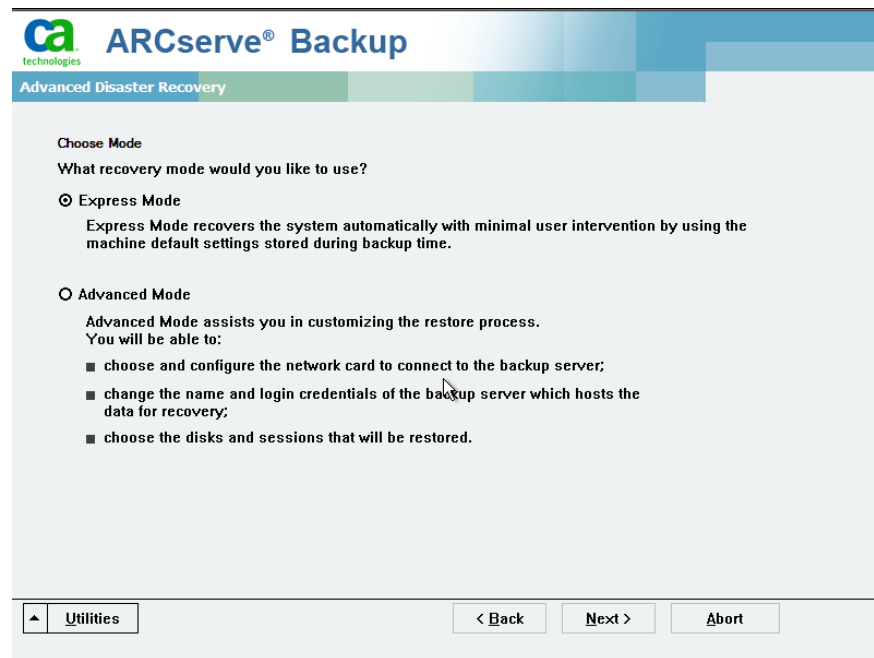 ca
technologies
ARCserve® Backup
Advanced Disaster Recovery
Choose Mode
What recovery mode would you like to use?
Express Mode
Express Mode recovers the system automatically with minimal user intervention by using the
machine default settings stored during backup time.
Advanced Mode
Advanced Mode assists you in customizing the restore process.
You will be able to:
choose and configure the network card to connect to the backup server;
change the name and login credentials of the backup server which hosts the
data for recovery;
choose the disks and sessions that will be restored.
Utilities
< Back
Next >
Abort